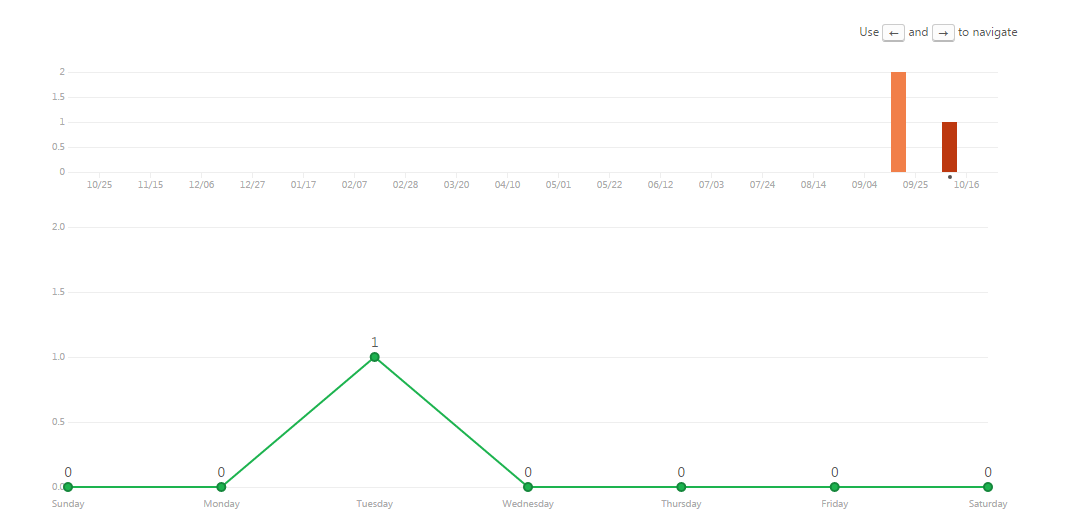 Use ← and → to navigate
2
1.5
1
0.5
0
10/25 11/15 12/06 12/27 01/17 02/07 02/28 03/20 04/10 05/01 05/22 06/12 07/03 07/24 08/14 09/04 09/25 10/16
2.0
1.5
1.0
1
0.5
0 0 0 0 0 0
0.0
Sunday Monday Tuesday Wednesday Thursday Friday Saturday